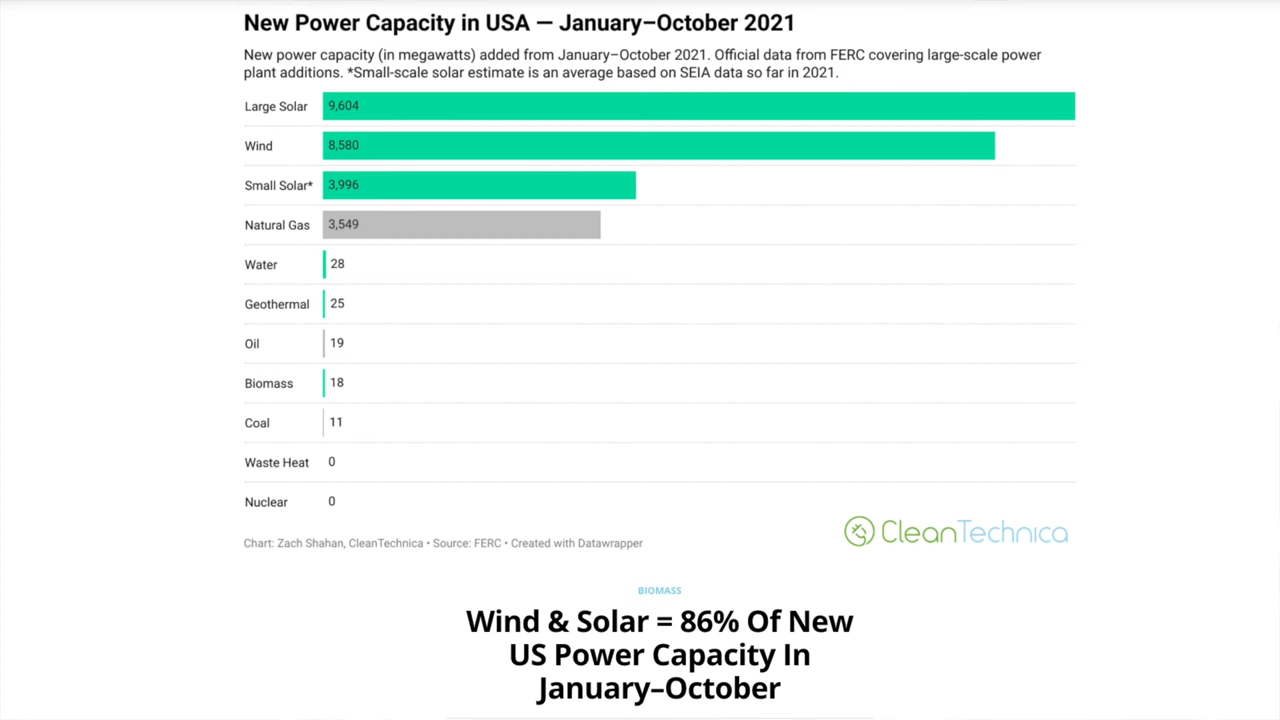 New Power Capacity in USA — January–October 2021
New power capacity (in megawatts) added from January–October 2021. Official data from FERC covering large-scale power
plant additions. *Small-scale solar estimate is an average based on SEIA data so far in 2021.
Large Solar 9,604
Wind 8,580
Small Solar* 3,996
Natural Gas 3,549
Water 28
Geothermal 25
Oil 19
Biomass 18
Coal 11
Waste Heat 0
Nuclear 0
CleanTechnica
Chart: Zach Shahan, CleanTechnica • Source: FERC • Created with Datawrapper
BIOMASS
Wind & Solar = 86% Of New
US Power Capacity In
January–October